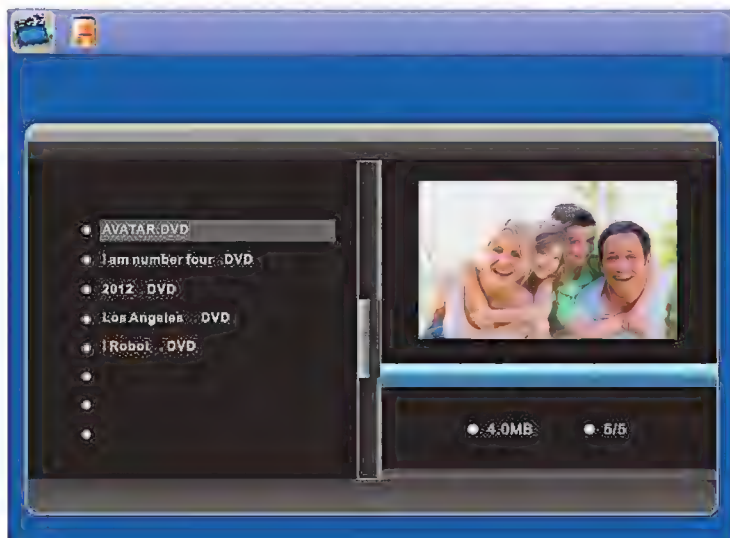 AVATAR.DVD
I am number four .DVD
2012 .DVD
Los Angeles .DVD
I Robot .DVD
4.0MB
5/5